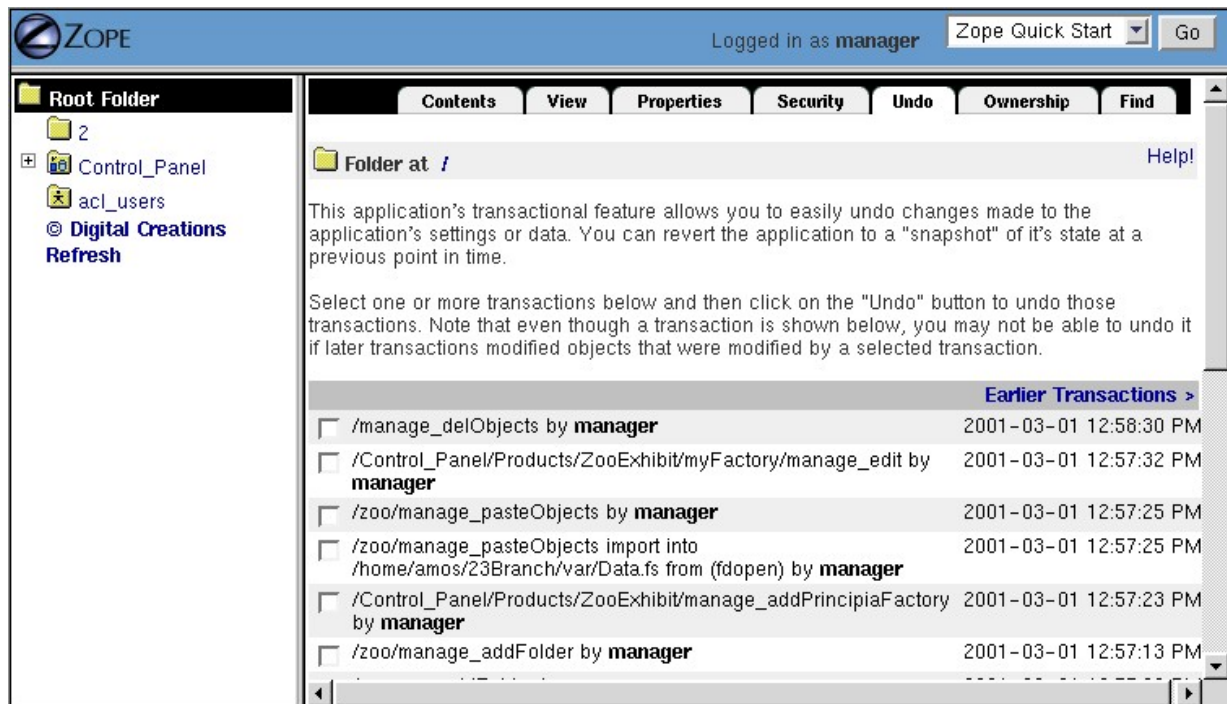 ZOPE
Logged in as manager
Zope Quick Start
Go
Root Folder
2
Control_Panel
acl_users
© Digital Creations
Refresh
Contents
View
Properties
Security
Undo
Ownership
Find
Folder at /
Help!
This application's transactional feature allows you to easily undo changes made to the
application's settings or data. You can revert the application to a "snapshot" of it's state at a
previous point in time.
Select one or more transactions below and then click on the "Undo" button to undo those
transactions. Note that even though a transaction is shown below, you may not be able to undo it
if later transactions modified objects that were modified by a selected transaction.
Earlier Transactions >
/manage_delObjects by manager 2001-03-01 12:58:30 PM
/Control_Panel/Products/ZooExhibit/myFactory/manage_edit by 2001-03-01 12:57:32 PM
manager
/zoo/manage_pasteObjects by manager 2001-03-01 12:57:25 PM
/zoo/manage_pasteObjects import into 2001-03-01 12:57:25 PM
/home/amos/23Branch/var/Data.fs from (fdopen) by manager
/Control_Panel/Products/ZooExhibit/manage_addPrincipiaFactory 2001-03-01 12:57:23 PM
by manager
/zoo/manage_addFolder by manager 2001-03-01 12:57:13 PM